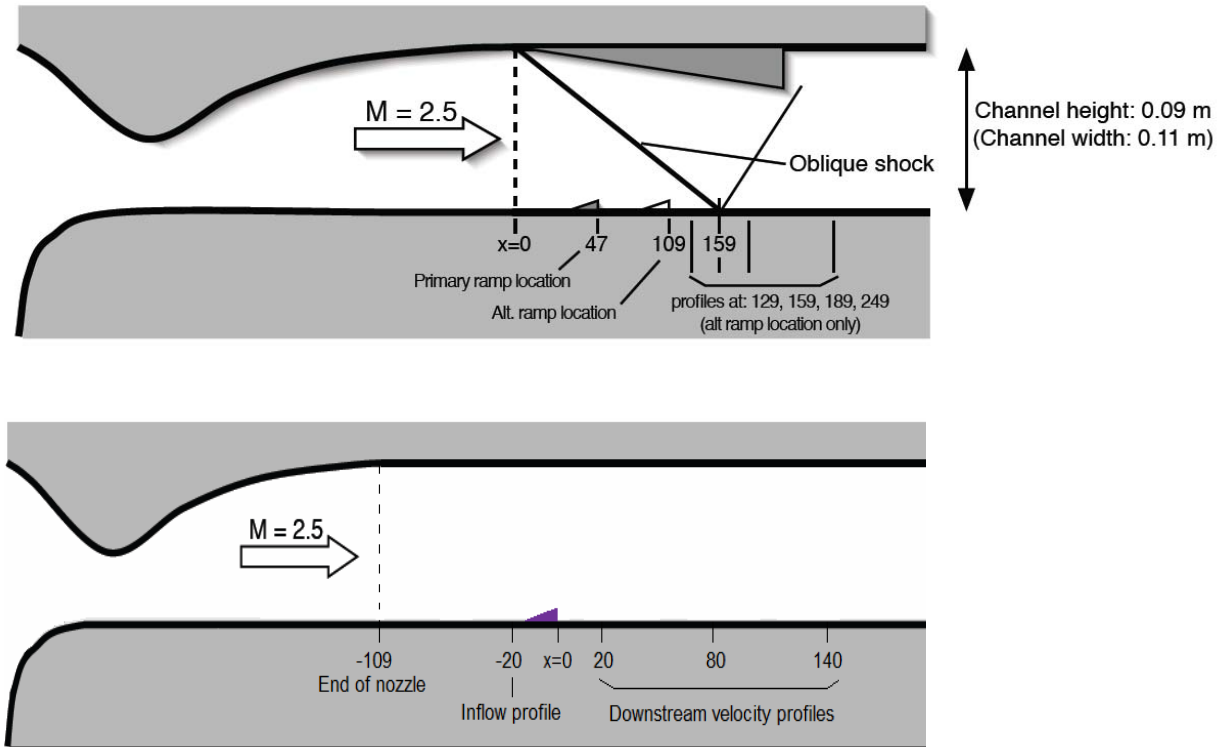 M = 2.5
Channel height: 0.09 m
(Channel width: 0.11 m)
Oblique shock
x=0 47 109 159
Primary ramp location
Alt. ramp location
profiles at: 129, 159, 189, 249
(alt ramp location only)
M = 2.5
-109 -20 x=0 20 80 140
End of nozzle
Inflow profile Downstream velocity profiles